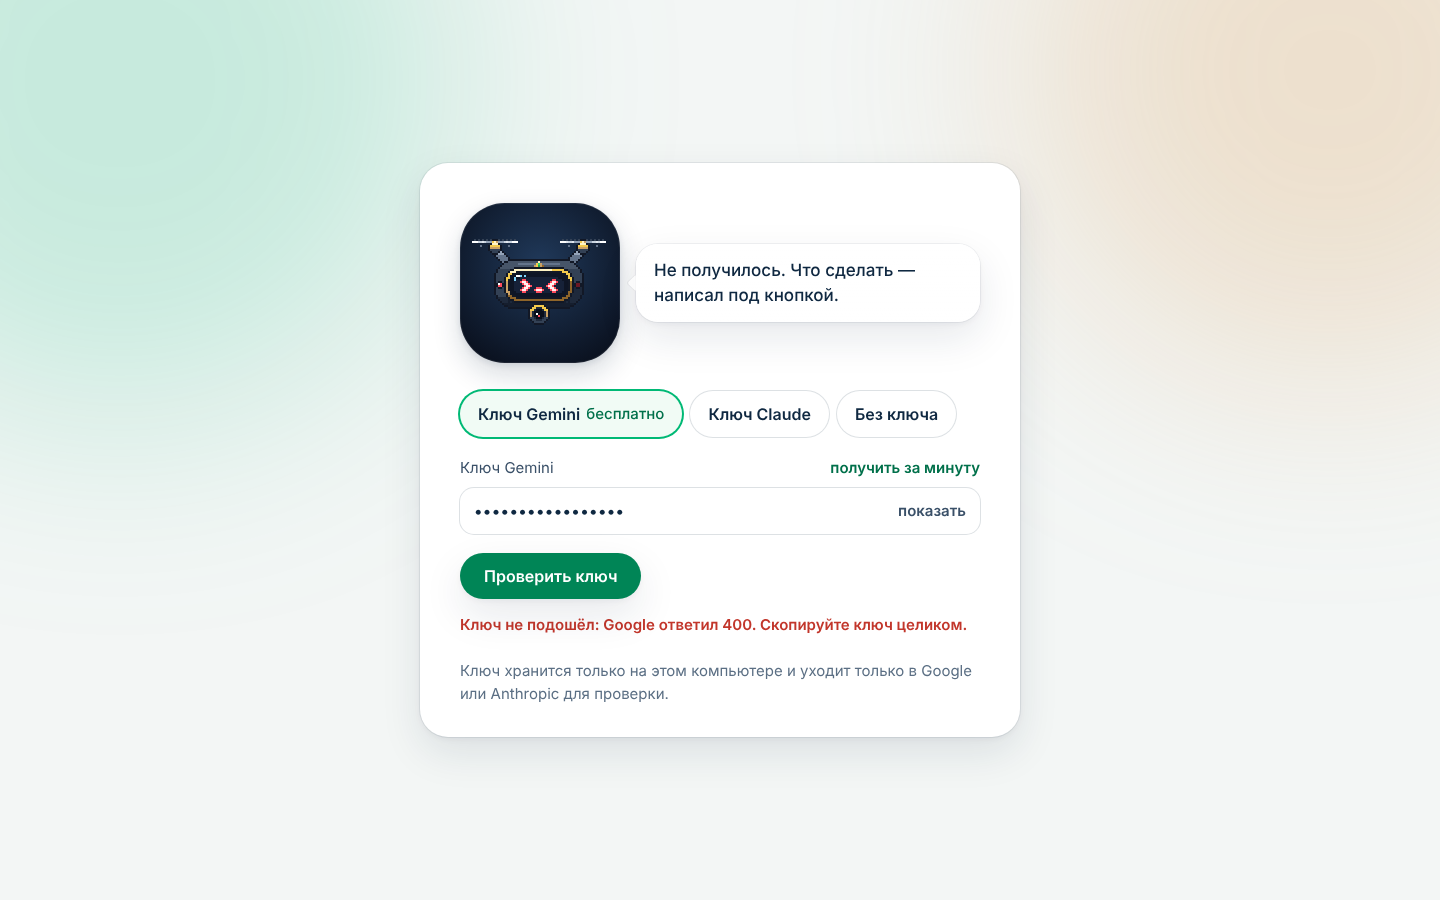 Не получилось. Что сделать —
написал под кнопкой.
Ключ Gemini бесплатно
Ключ Claude
Без ключа
Ключ Gemini
получить за минуту
•••••••••••••••••
показать
Проверить ключ
Ключ не подошёл: Google ответил 400. Скопируйте ключ целиком.
Ключ хранится только на этом компьютере и уходит только в Google
или Anthropic для проверки.